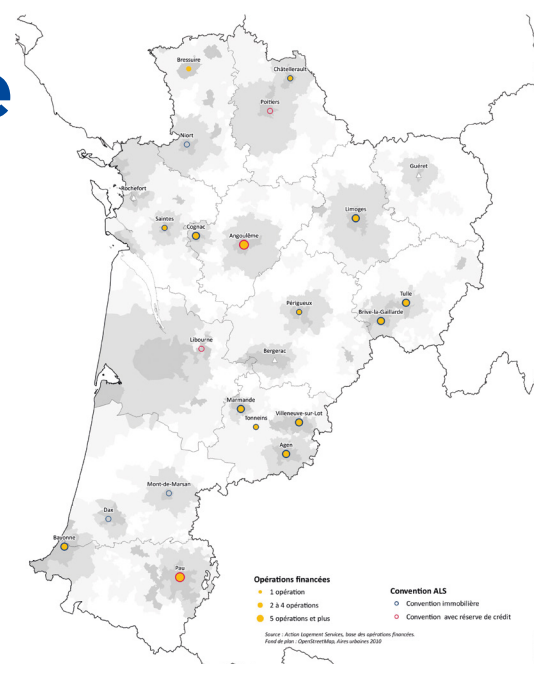 e
Bressuire
Châtellerault
Poitiers
Niort
Guéret
Rochefort
Limoges
Saintes
Cognac
Angoulême
Tulle
Périgueux
Brive-la-Gaillarde
Libourne
Bergerac
Marmande
Villeneuve-sur-Lot
Tonneins
Agen
Mont-de-Marsan
Dax
Bayonne
Pau
Opérations financées
1 opération
2 à 4 opérations
5 opérations et plus
Convention ALS
Convention immobilière
Convention avec réserve de crédit
Source : Action Logement Services, base des opérations financées.
Fond de plan : OpenStreetMap, Aires urbaines 2010